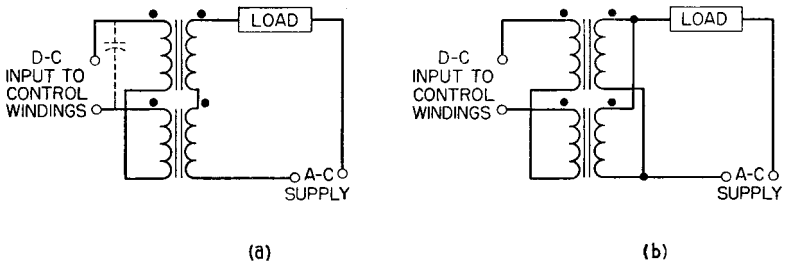 LOAD
D-C
INPUT TO
CONTROL
WINDINGS
A-C
SUPPLY
(a)
LOAD
D-C
INPUT TO
CONTROL
WINDINGS
A-C
SUPPLY
(b)